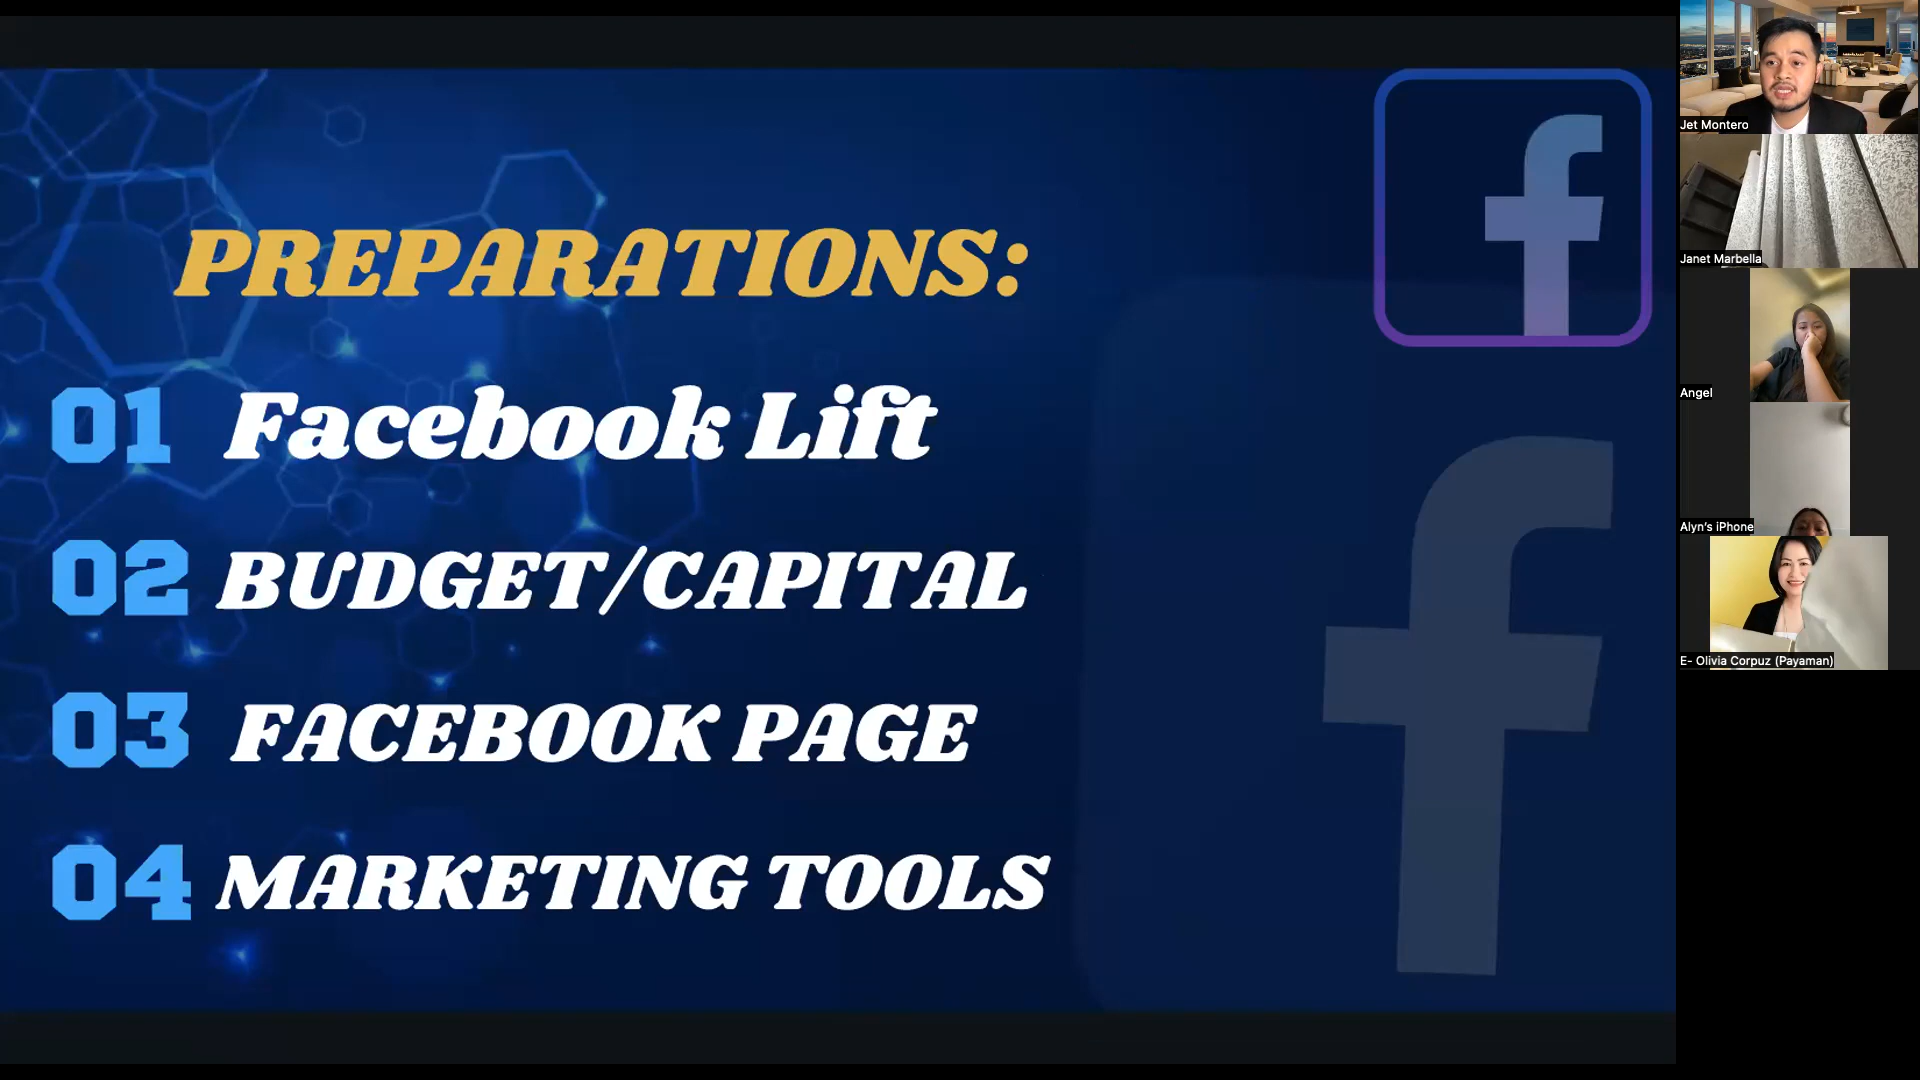 PREPARATIONS:
01 Facebook Lift
02 BUDGET/CAPITAL
03 FACEBOOK PAGE
04 MARKETING TOOLS
Jet Montero
Janet Marbella
Angel
Alyn's iPhone
E- Olivia Corpuz (Payaman)